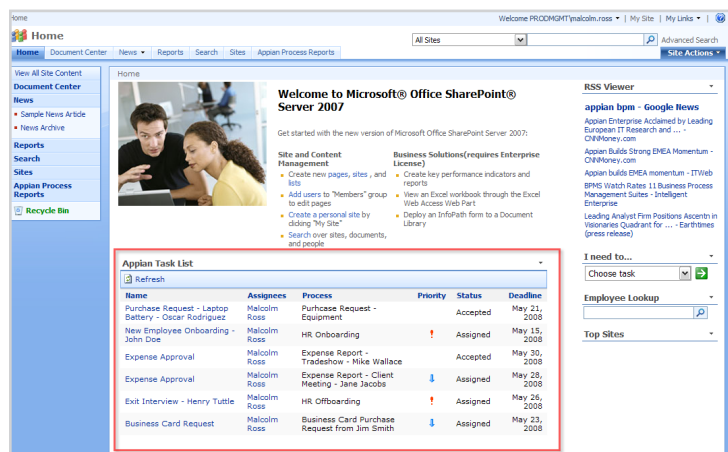 Home
Welcome PRODMGMT\malcolm.ross | My Site | My Links |
Home
All Sites
Advanced Search
Home Document Center News Reports Search Sites Appian Process Reports
Site Actions
View All Site Content
Document Center
News
Sample News Article
News Archive
Reports
Search
Sites
Appian Process
Reports
Recycle Bin
Home
Welcome to Microsoft® Office SharePoint®
Server 2007
Get started with the new version of Microsoft Office SharePoint Server 2007:
Site and Content
Management
Create new pages, sites , and
lists
Add users to "Members" group
to edit pages
Create a personal site by
clicking "My Site"
Search over sites, documents,
and people
Business Solutions(requires Enterprise
License)
Create key performance indicators and
reports
View an Excel workbook through the Excel
Web Access Web Part
Deploy an InfoPath form to a Document
Library
Appian Task List
Refresh
Name Assignees Process Priority Status Deadline
Purchase Request - Laptop Malcolm Purhcase Request - Accepted May 21,
Battery - Oscar Rodriguez Ross Equipment 2008
New Employee Onboarding - Malcolm HR Onboarding Assigned May 15,
John Doe Ross 2008
Expense Approval Malcolm Expense Report - Accepted May 30,
Ross Tradeshow - Mike Wallace 2008
Expense Approval Malcolm Expense Report - Client Assigned May 28,
Ross Meeting - Jane Jacobs 2008
Exit Interview - Henry Tuttle Malcolm HR Offboarding Assigned May 26,
Ross 2008
Business Card Request Malcolm Business Card Purchase Assigned May 23,
Ross Request from Jim Smith 2008
RSS Viewer
appian bpm - Google News
Appian Enterprise Acclaimed by Leading
European IT Research and ... -
CNNMoney.com
Appian Builds Strong EMEA Momentum -
CNNMoney.com
Appian builds EMEA momentum - ITWeb
BPMS Watch Rates 11 Business Process
Management Suites - Intelligent
Enterprise
Leading Analyst Firm Positions Ascentn in
Visionaries Quadrant for ... - Earthtimes
(press release)
I need to...
Choose task
Employee Lookup
Top Sites